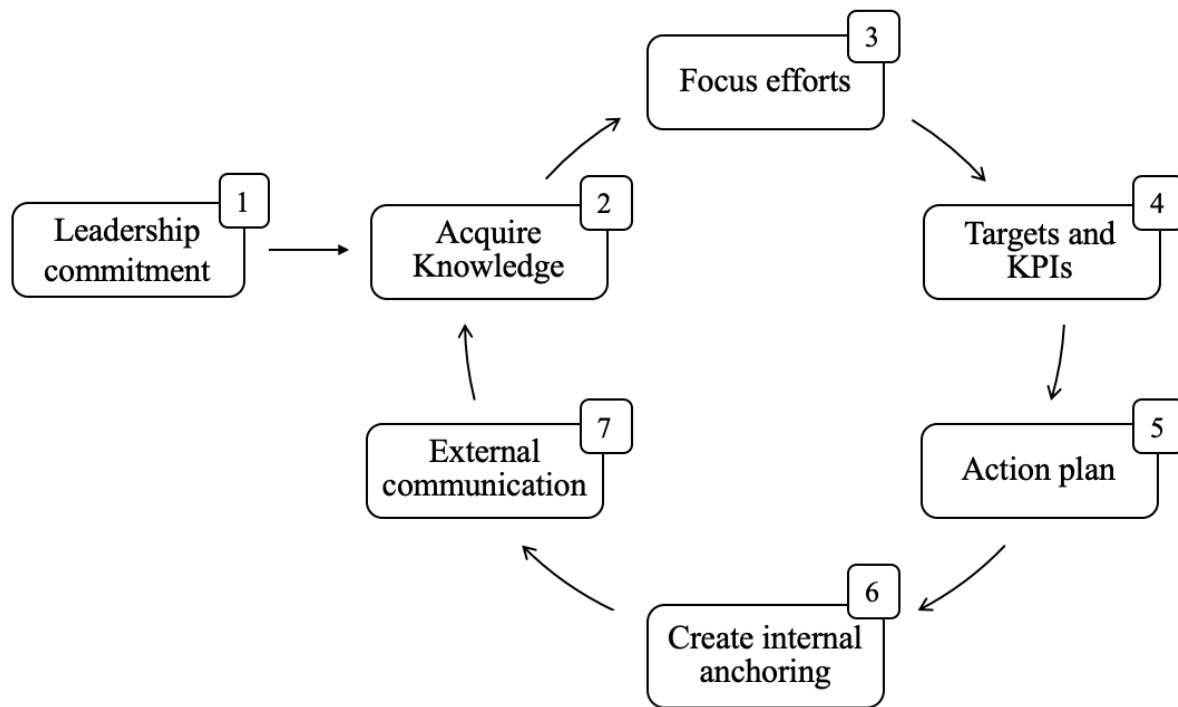 1
Leadership
commitment
2
Acquire
Knowledge
3
Focus efforts
4
Targets and
KPIs
5
Action plan
6
Create internal
anchoring
7
External
communication